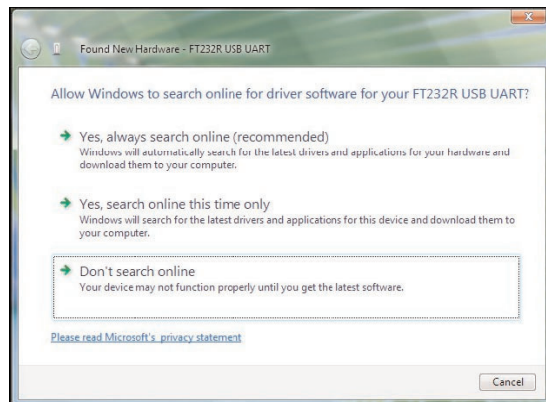 Found New Hardware - FT232R USB UART
Allow Windows to search online for driver software for your FT232R USB UART?
Yes, always search online (recommended)
Windows will automatically search for the latest drivers and applications for your hardware and
download them to your computer.
Yes, search online this time only
Windows will search for the latest drivers and applications for this device and download them to
your computer.
Don't search online
Your device may not function properly until you get the latest software.
Please read Microsoft's privacy statement
Cancel